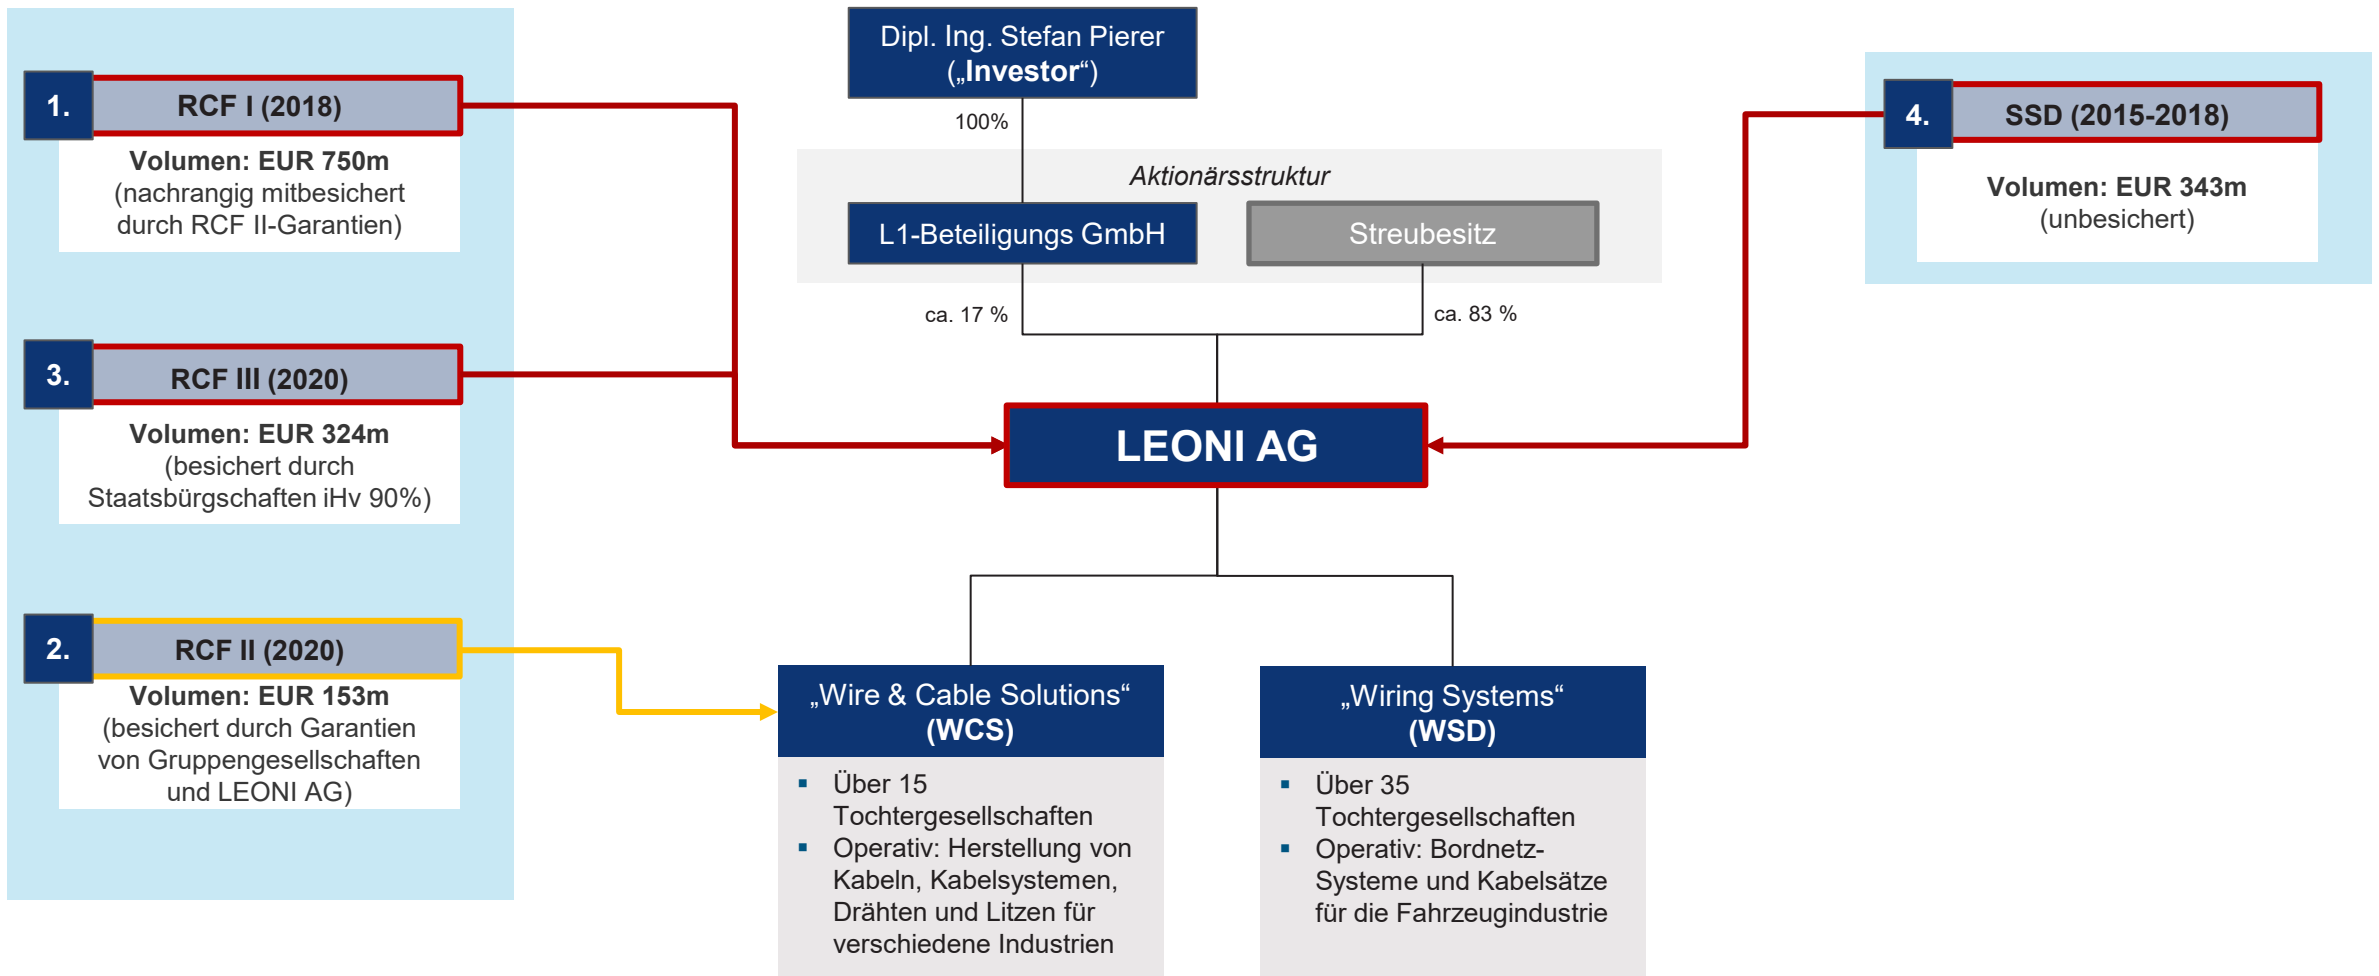 1.
RCF I (2018)
Volumen: EUR 750m
(nachrangig mitbesichert
durch RCF II-Garantien)
3.
RCF III (2020)
Volumen: EUR 324m
(besichert durch
Staatsbürgschaften iHv 90%)
2.
RCF II (2020)
Volumen: EUR 153m
(besichert durch Garantien
von Gruppengesellschaften
und LEONI AG)
Dipl. Ing. Stefan Pierer
(„Investor“)
100%
Aktionärsstruktur
L1-Beteiligungs GmbH
Streubesitz
ca. 17 %
ca. 83 %
LEONI AG
„Wire & Cable Solutions“
(WCS)
▪ Über 15
Tochtergesellschaften
▪ Operativ: Herstellung von
Kabeln, Kabelsystemen,
Drähten und Litzen für
verschiedene Industrien
„Wiring Systems“
(WSD)
▪ Über 35
Tochtergesellschaften
▪ Operativ: Bordnetz-
Systeme und Kabelsätze
für die Fahrzeugindustrie
4.
SSD (2015-2018)
Volumen: EUR 343m
(unbesichert)